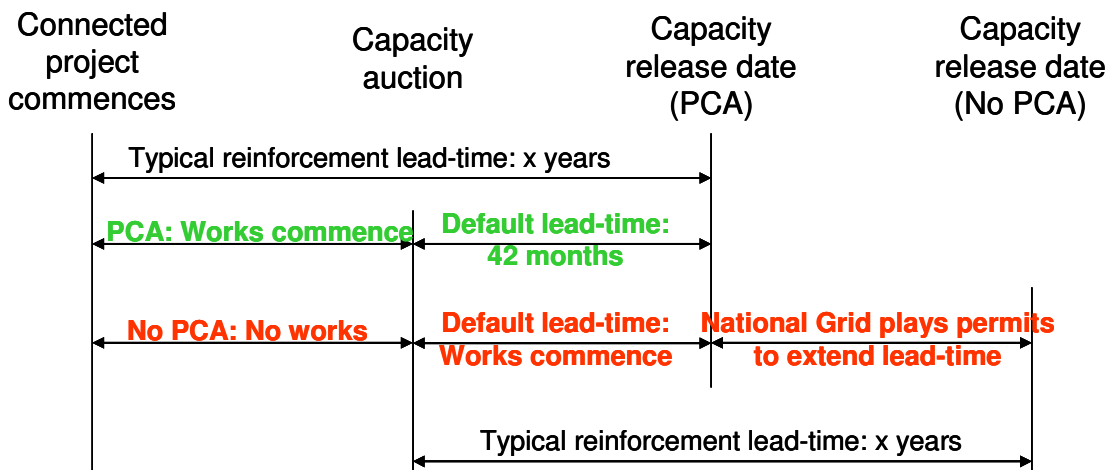 Connected
project
commences
Capacity
auction
Capacity
release date
(PCA)
Capacity
release date
(No PCA)
Typical reinforcement lead-time: x years
PCA: Works commence
Default lead-time:
42 months
No PCA: No works
Default lead-time:
Works commence
National Grid plays permits
to extend lead-time
Typical reinforcement lead-time: x years